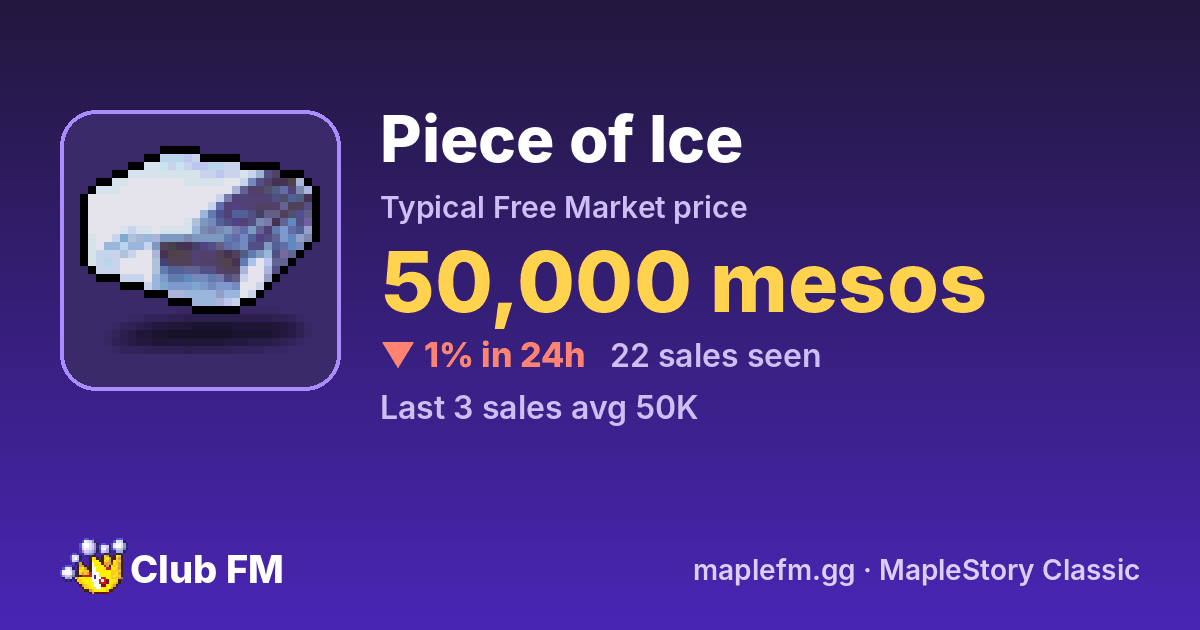 Piece of Ice
Typical Free Market price
50,000 mesos
▼ 1% in 24h 22 sales seen
Last 3 sales avg 50K
Club FM
maplefm.gg · MapleStory Classic